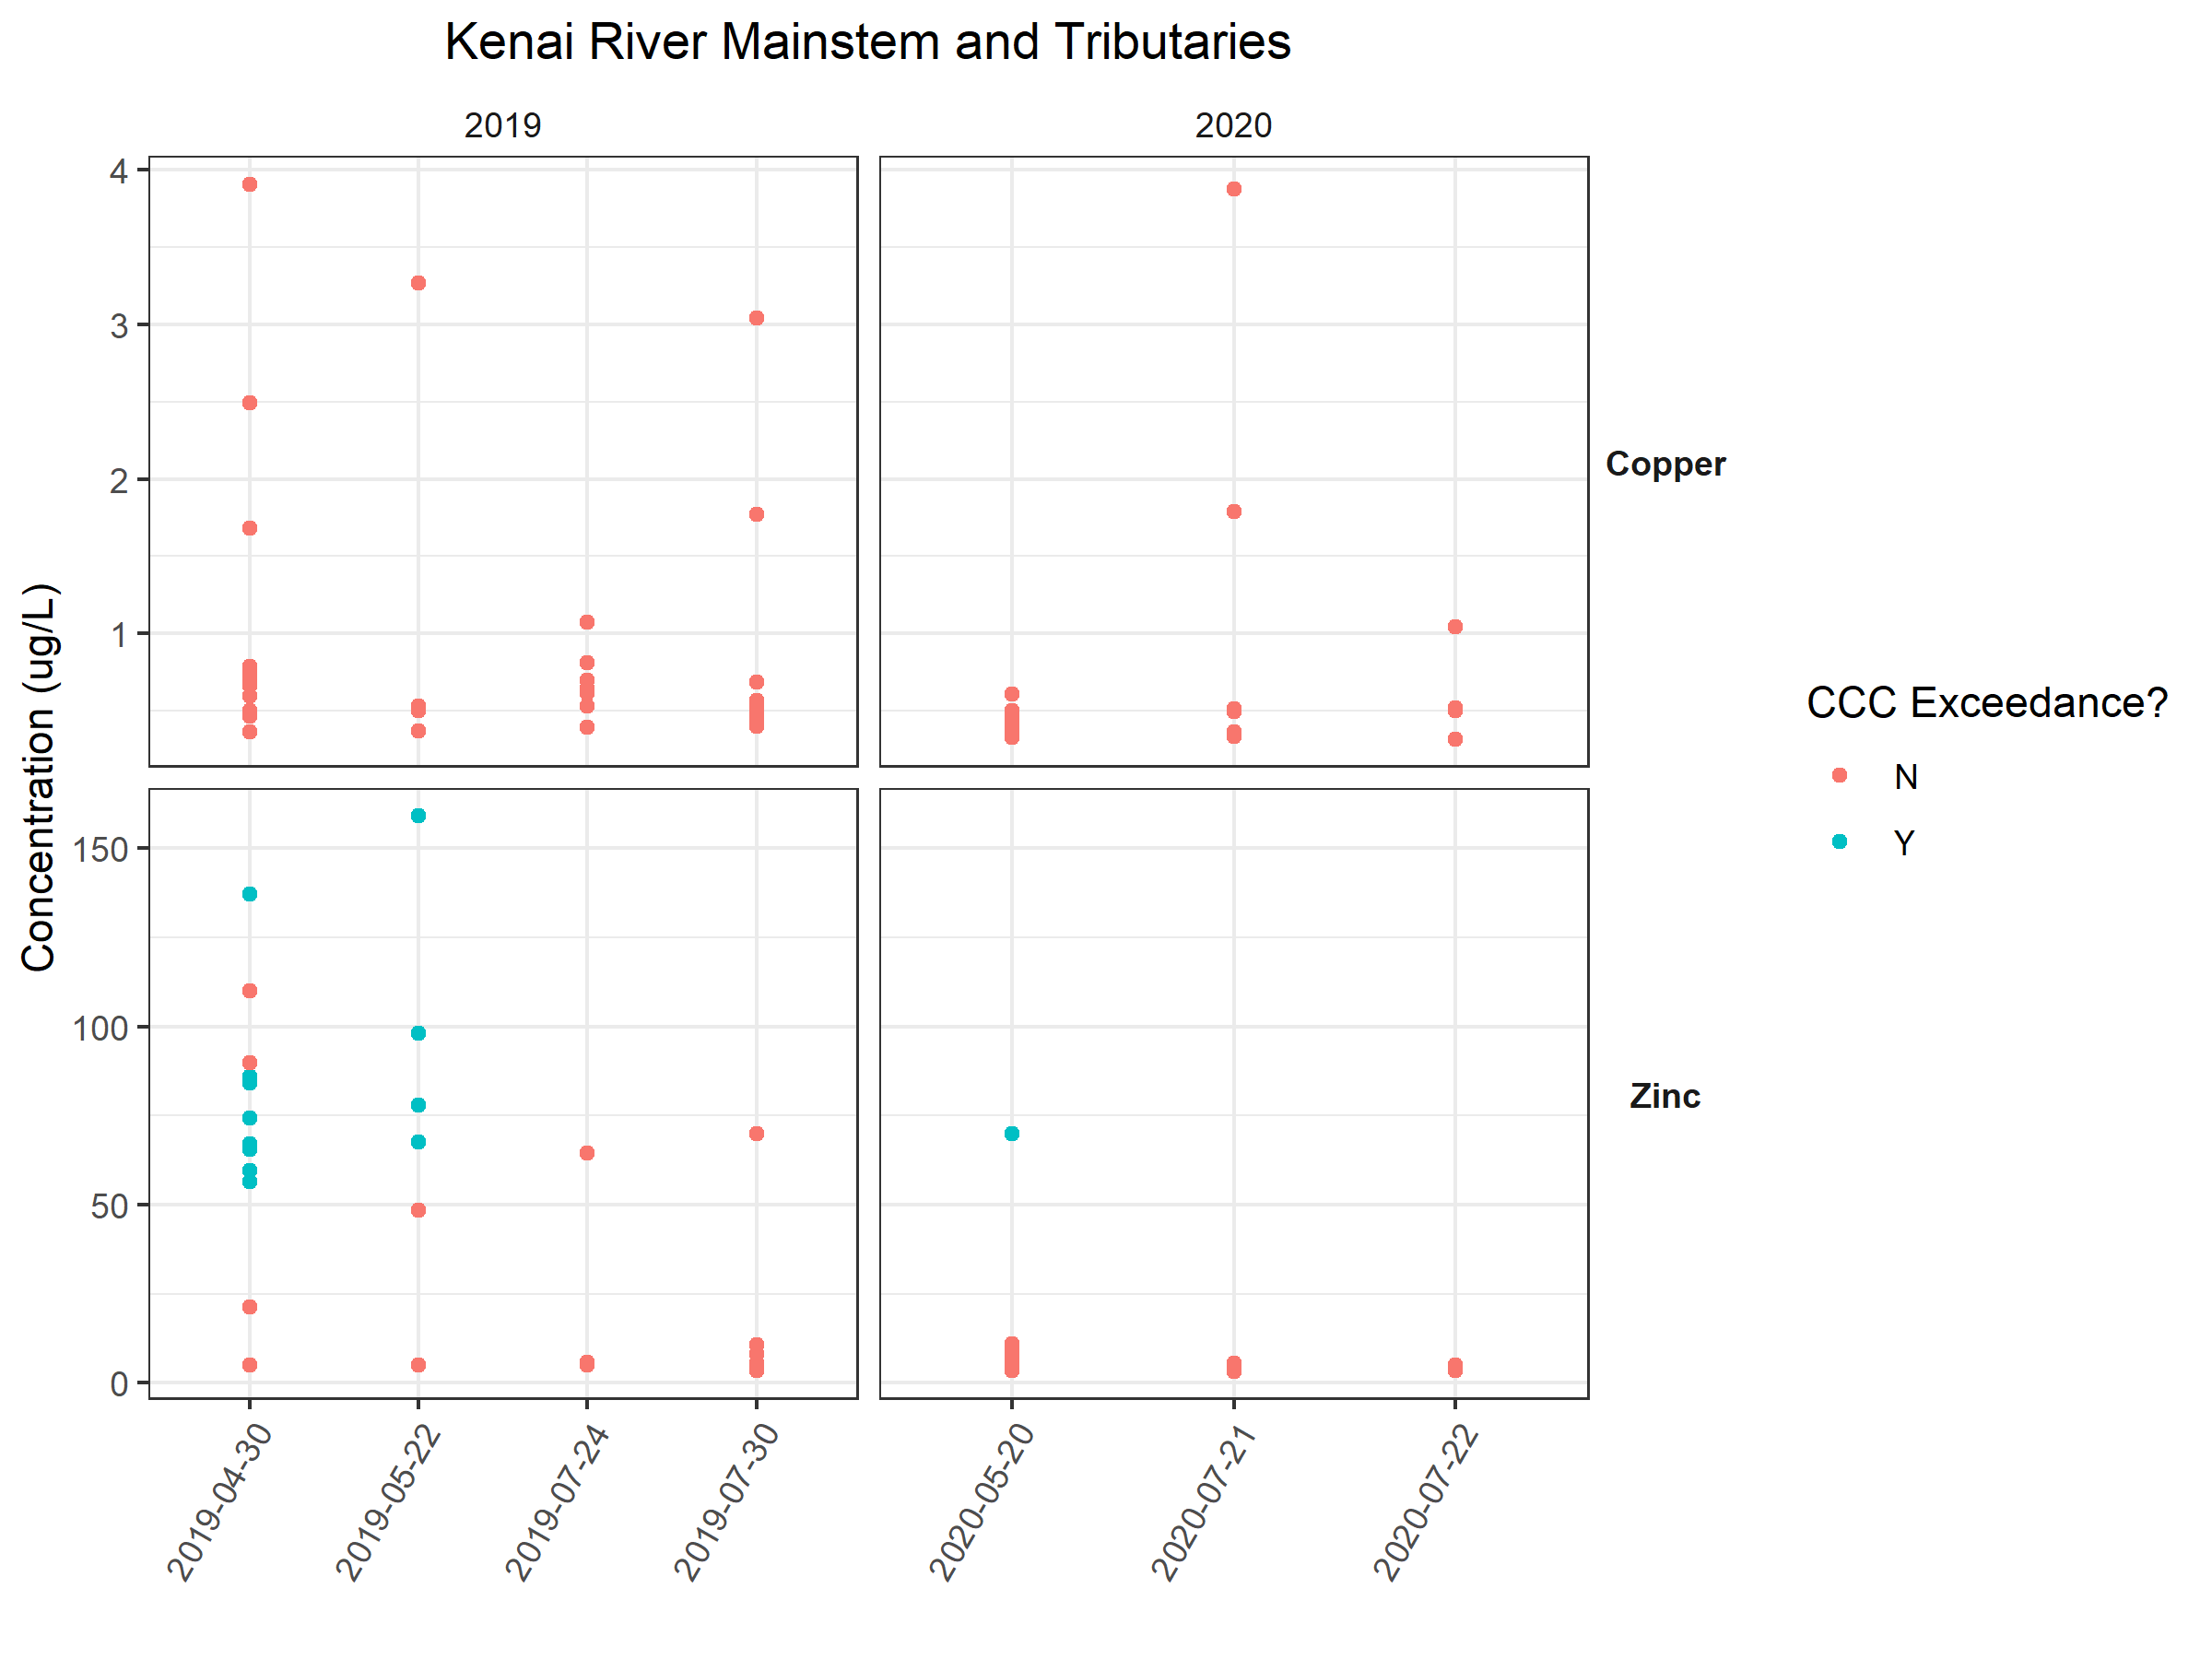 Kenai River Mainstem and Tributaries
2019
2020
4
3
2
1
Copper
Concentration (ug/L)
CCC Exceedance?
N
Y
150
100
50
0
Zinc
2019-04-30
2019-05-22
2019-07-24
2019-07-30
2020-05-20
2020-07-21
2020-07-22